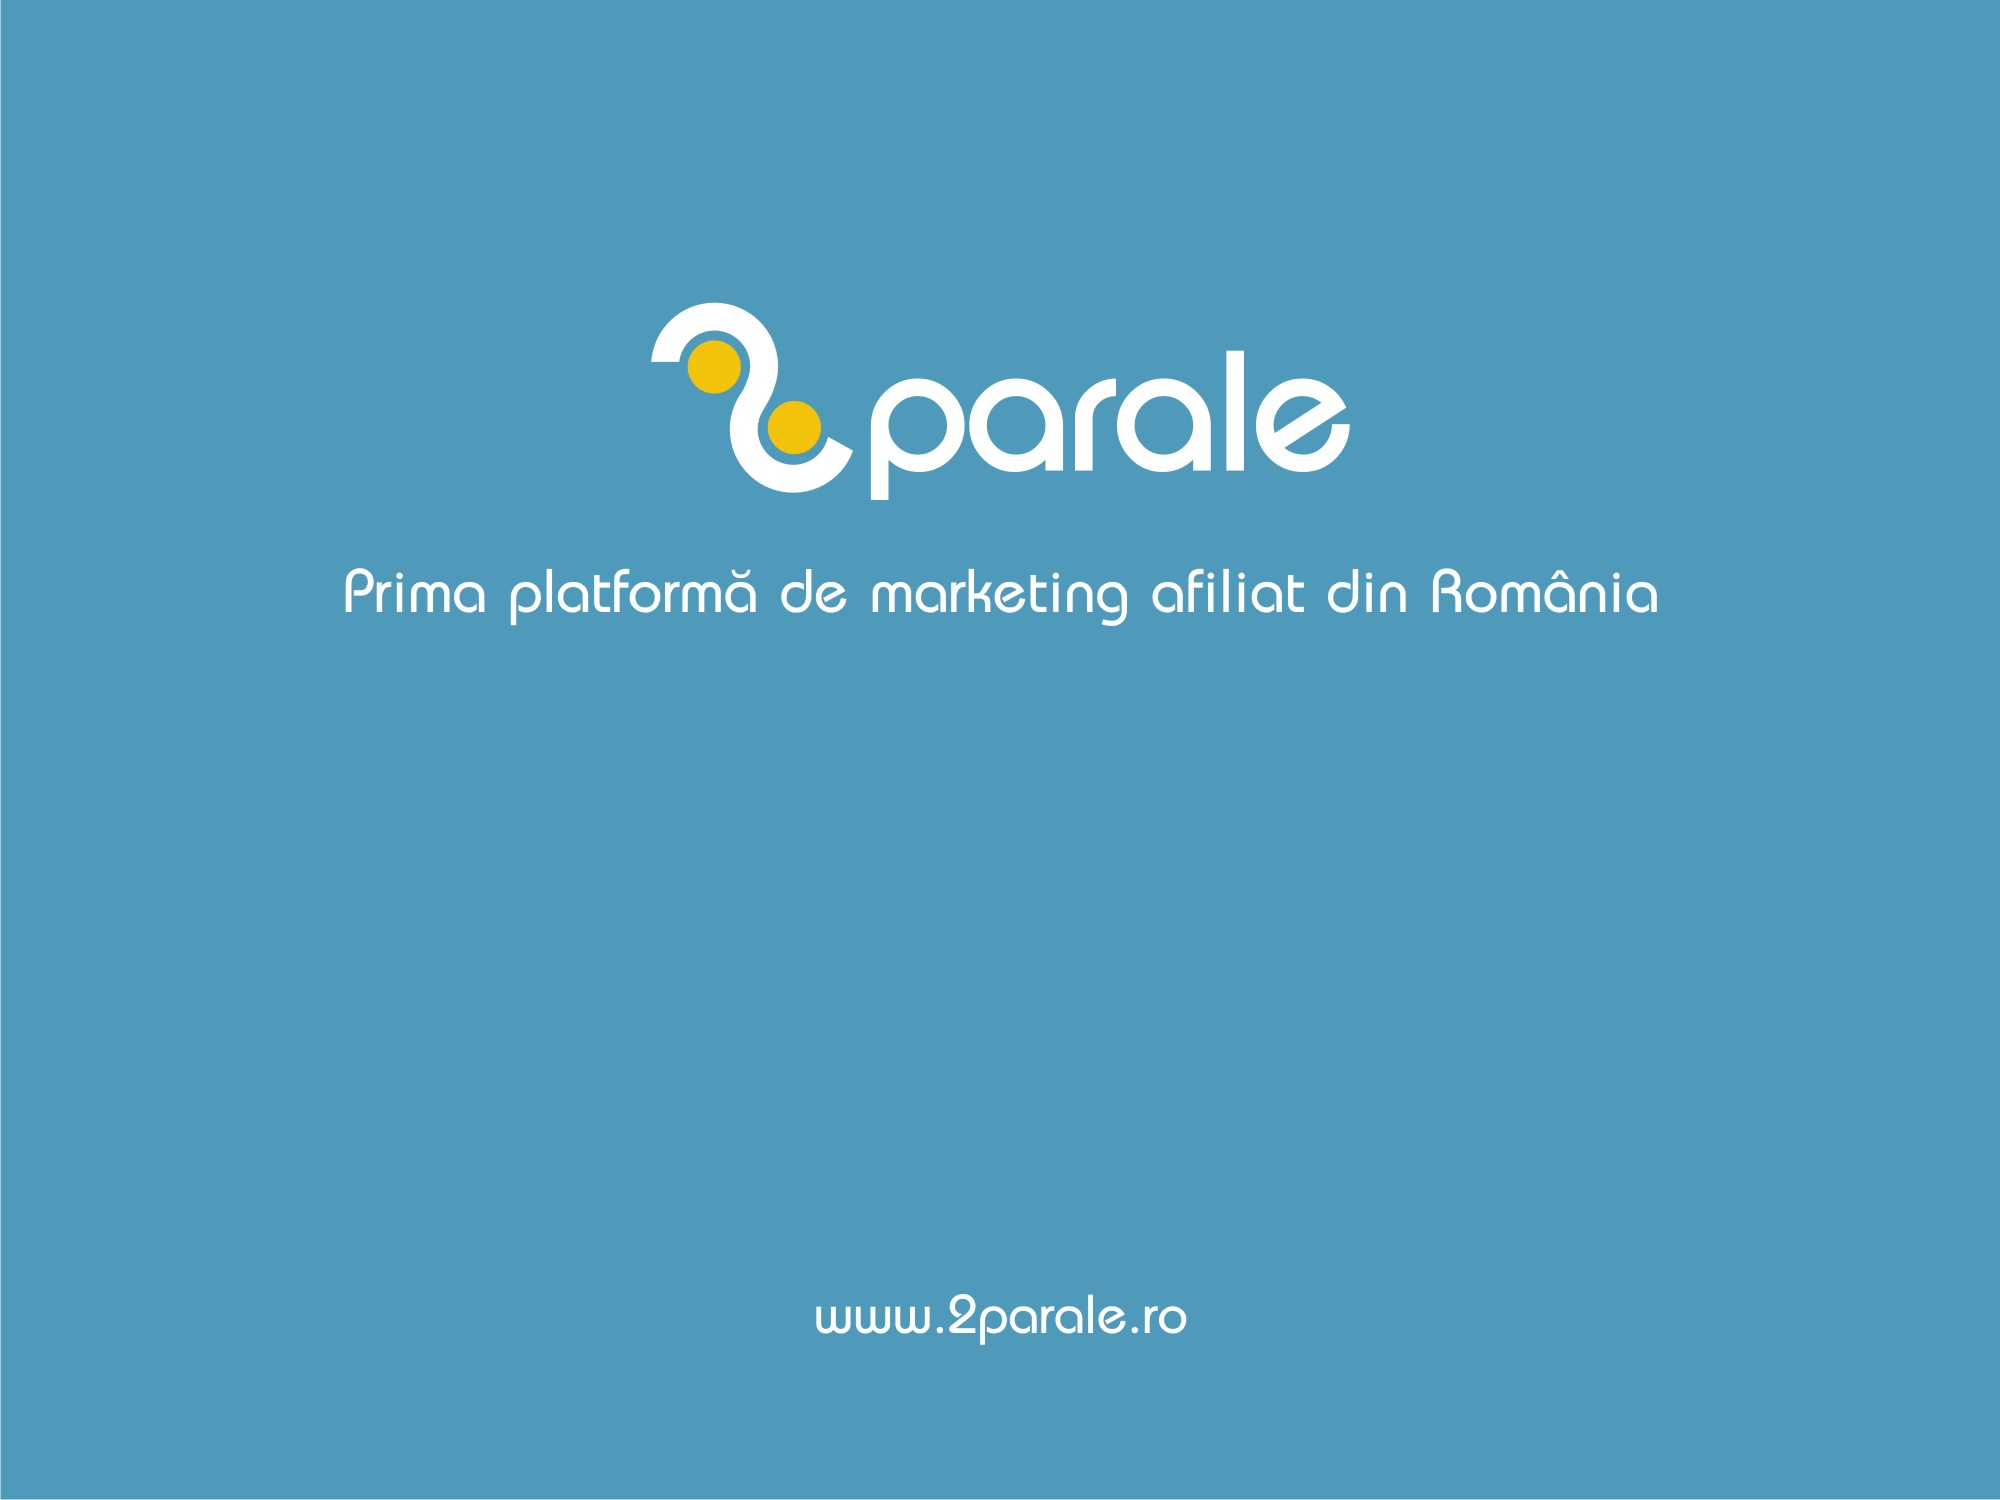 2parale
Prima platformă de marketing afiliat din România
www.2parale.ro